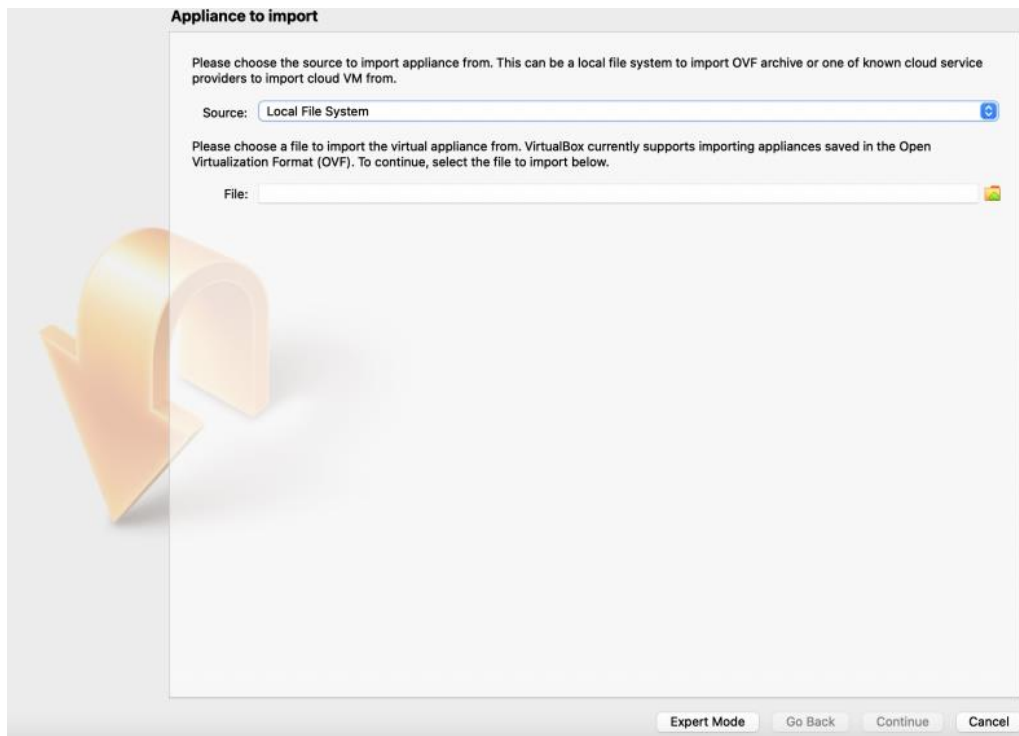 Appliance to import
Please choose the source to import appliance from. This can be a local file system to import OVF archive or one of known cloud service
providers to import cloud VM from.
Source: Local File System
Please choose a file to import the virtual appliance from. VirtualBox currently supports importing appliances saved in the Open
Virtualization Format (OVF). To continue, select the file to import below.
File:
Expert Mode Go Back Continue Cancel